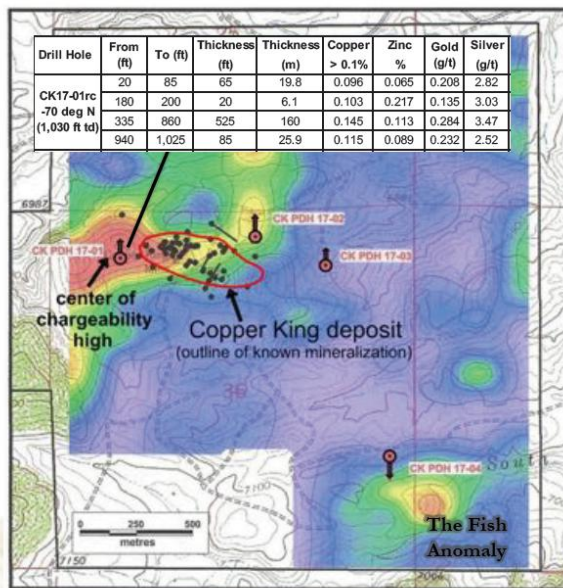 Drill Hole From (ft) To (ft) Thickness (ft) Thickness (m) Copper > 0.1% Zinc % Gold (g/t) Silver (g/t)
CK17-01rc -70 deg N (1,030 ft td)
20 85 65 19.8 0.096 0.065 0.208 2.82
180 200 20 6.1 0.103 0.217 0.135 3.03
335 860 525 160 0.145 0.113 0.284 3.47
940 1,025 85 25.9 0.115 0.089 0.232 2.52
6987
CK PDH 17-02
CK PDH 17-01
CK PDH 17-03
center of
chargeability
high
Copper King deposit
(outline of known mineralization)
36
CK PDH 17-04
South
7100
0 250 500
metres
The Fish
Anomaly
7150
7064